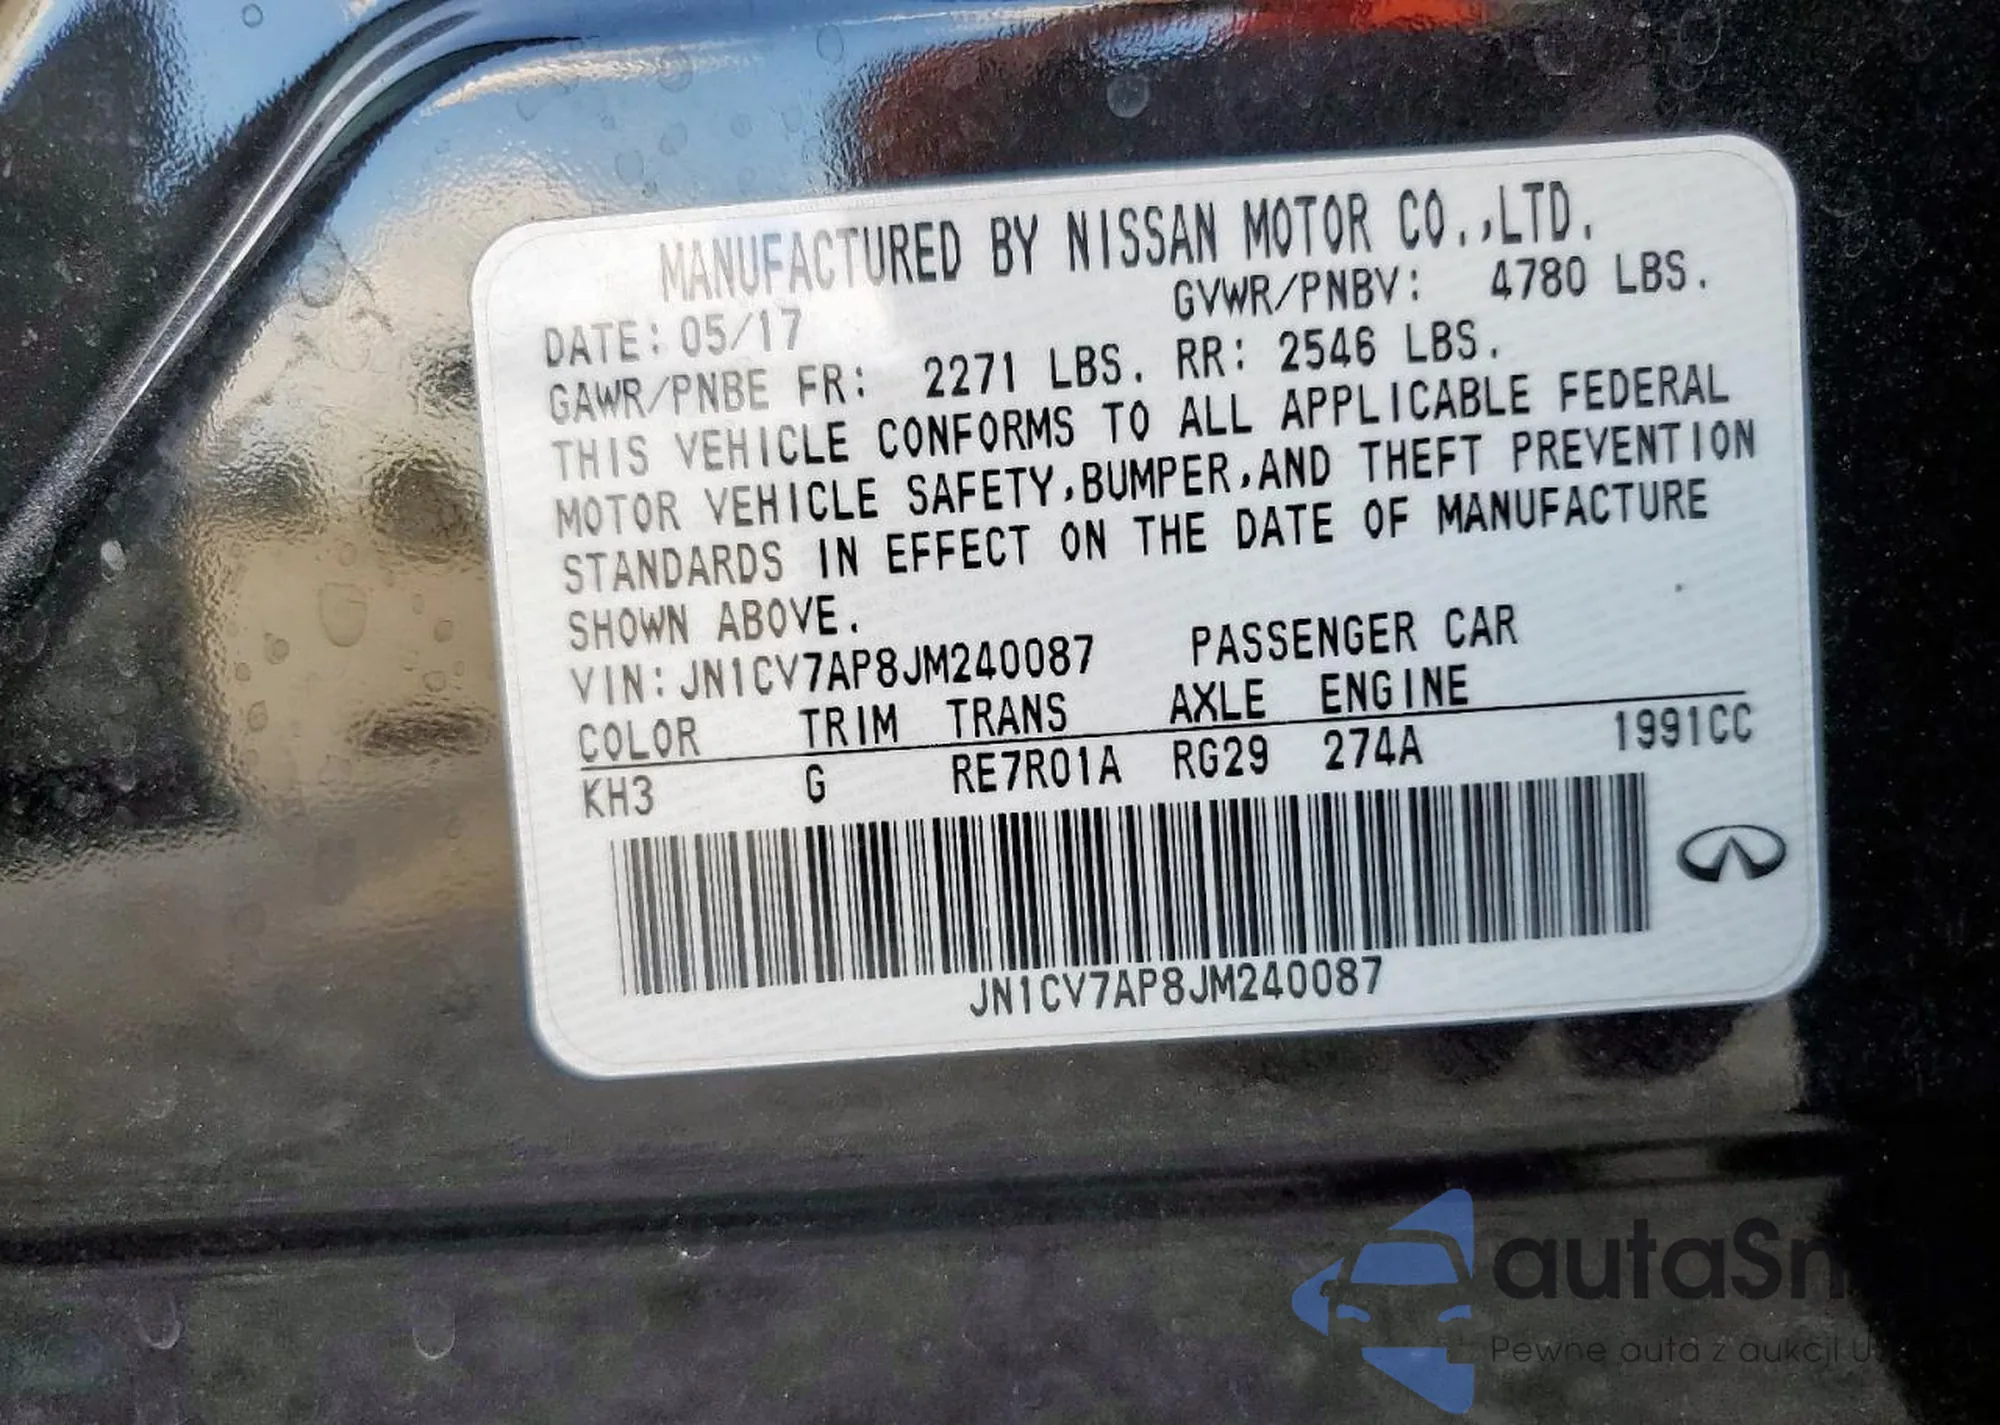 MANUFACTURED BY NISSAN MOTOR CO.,LTD.
DATE: 05/17 GVWR/PNBV: 4780 LBS.
GAWR/PNBE FR: 2271 LBS. RR: 2546 LBS.
THIS VEHICLE CONFORMS TO ALL APPLICABLE FEDERAL
MOTOR VEHICLE SAFETY,BUMPER,AND THEFT PREVENTION
STANDARDS IN EFFECT ON THE DATE OF MANUFACTURE
SHOWN ABOVE.
VIN: JN1CV7AP8JM240087 PASSENGER CAR
COLOR TRIM TRANS AXLE ENGINE
KH3 G RE7R01A RG29 274A 1991CC
JN1CV7AP8JM240087
Pewne auta z aukcji